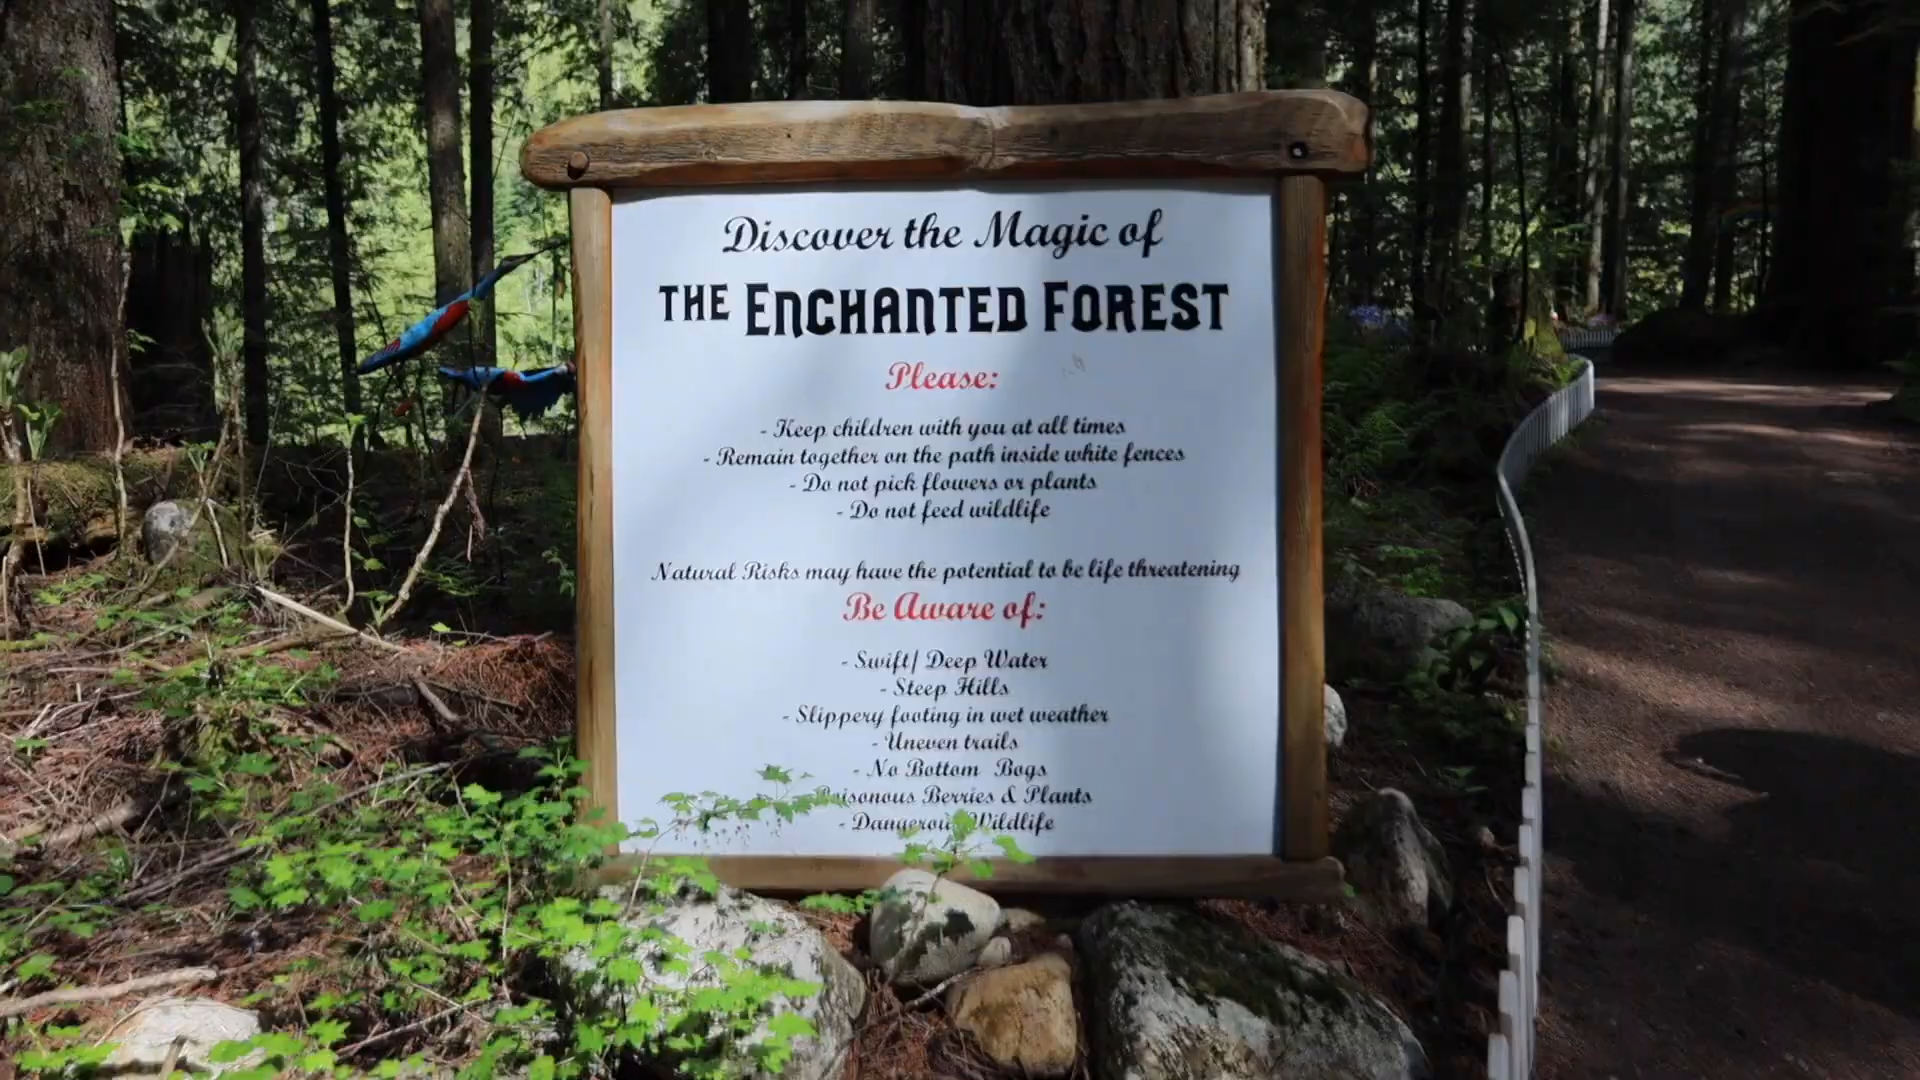 Discover the Magic of
THE ENCHANTED FOREST
Please:
- Keep children with you at all times
- Remain together on the path inside white fences
- Do not pick flowers or plants
- Do not feed wildlife
Natural Risks may have the potential to be life threatening
Be Aware of:
- Swift/ Deep Water
- Steep Hills
- Slippery footing in wet weather
- Uneven trails
- No Bottom Bogs
Poisonous Berries & Plants
- Dangerous Wildlife